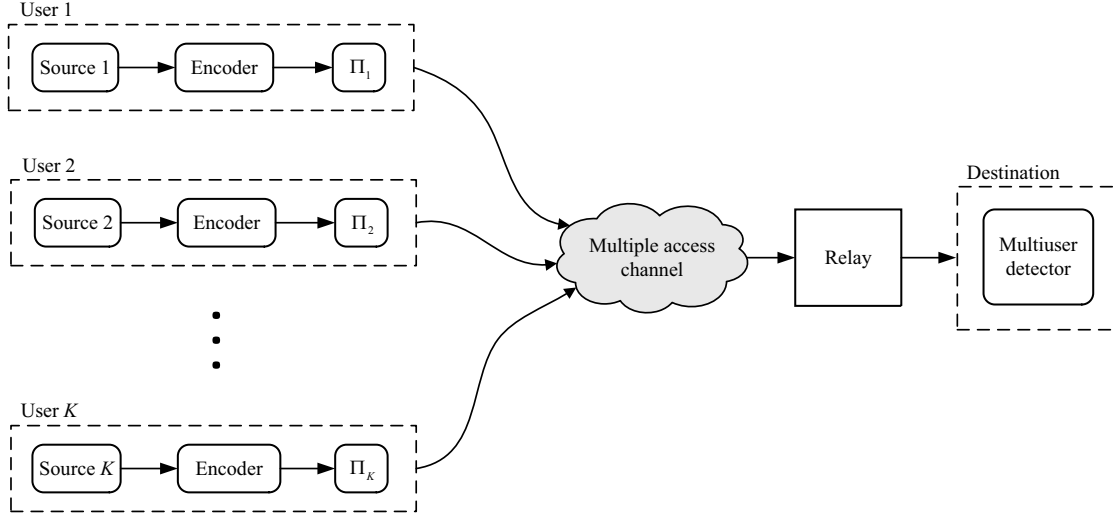 User 1
Source 1
Encoder
Π₁
User 2
Source 2
Encoder
Π₂
Multiple access
channel
Relay
Destination
Multiuser
detector
User K
Source K
Encoder
Π_K